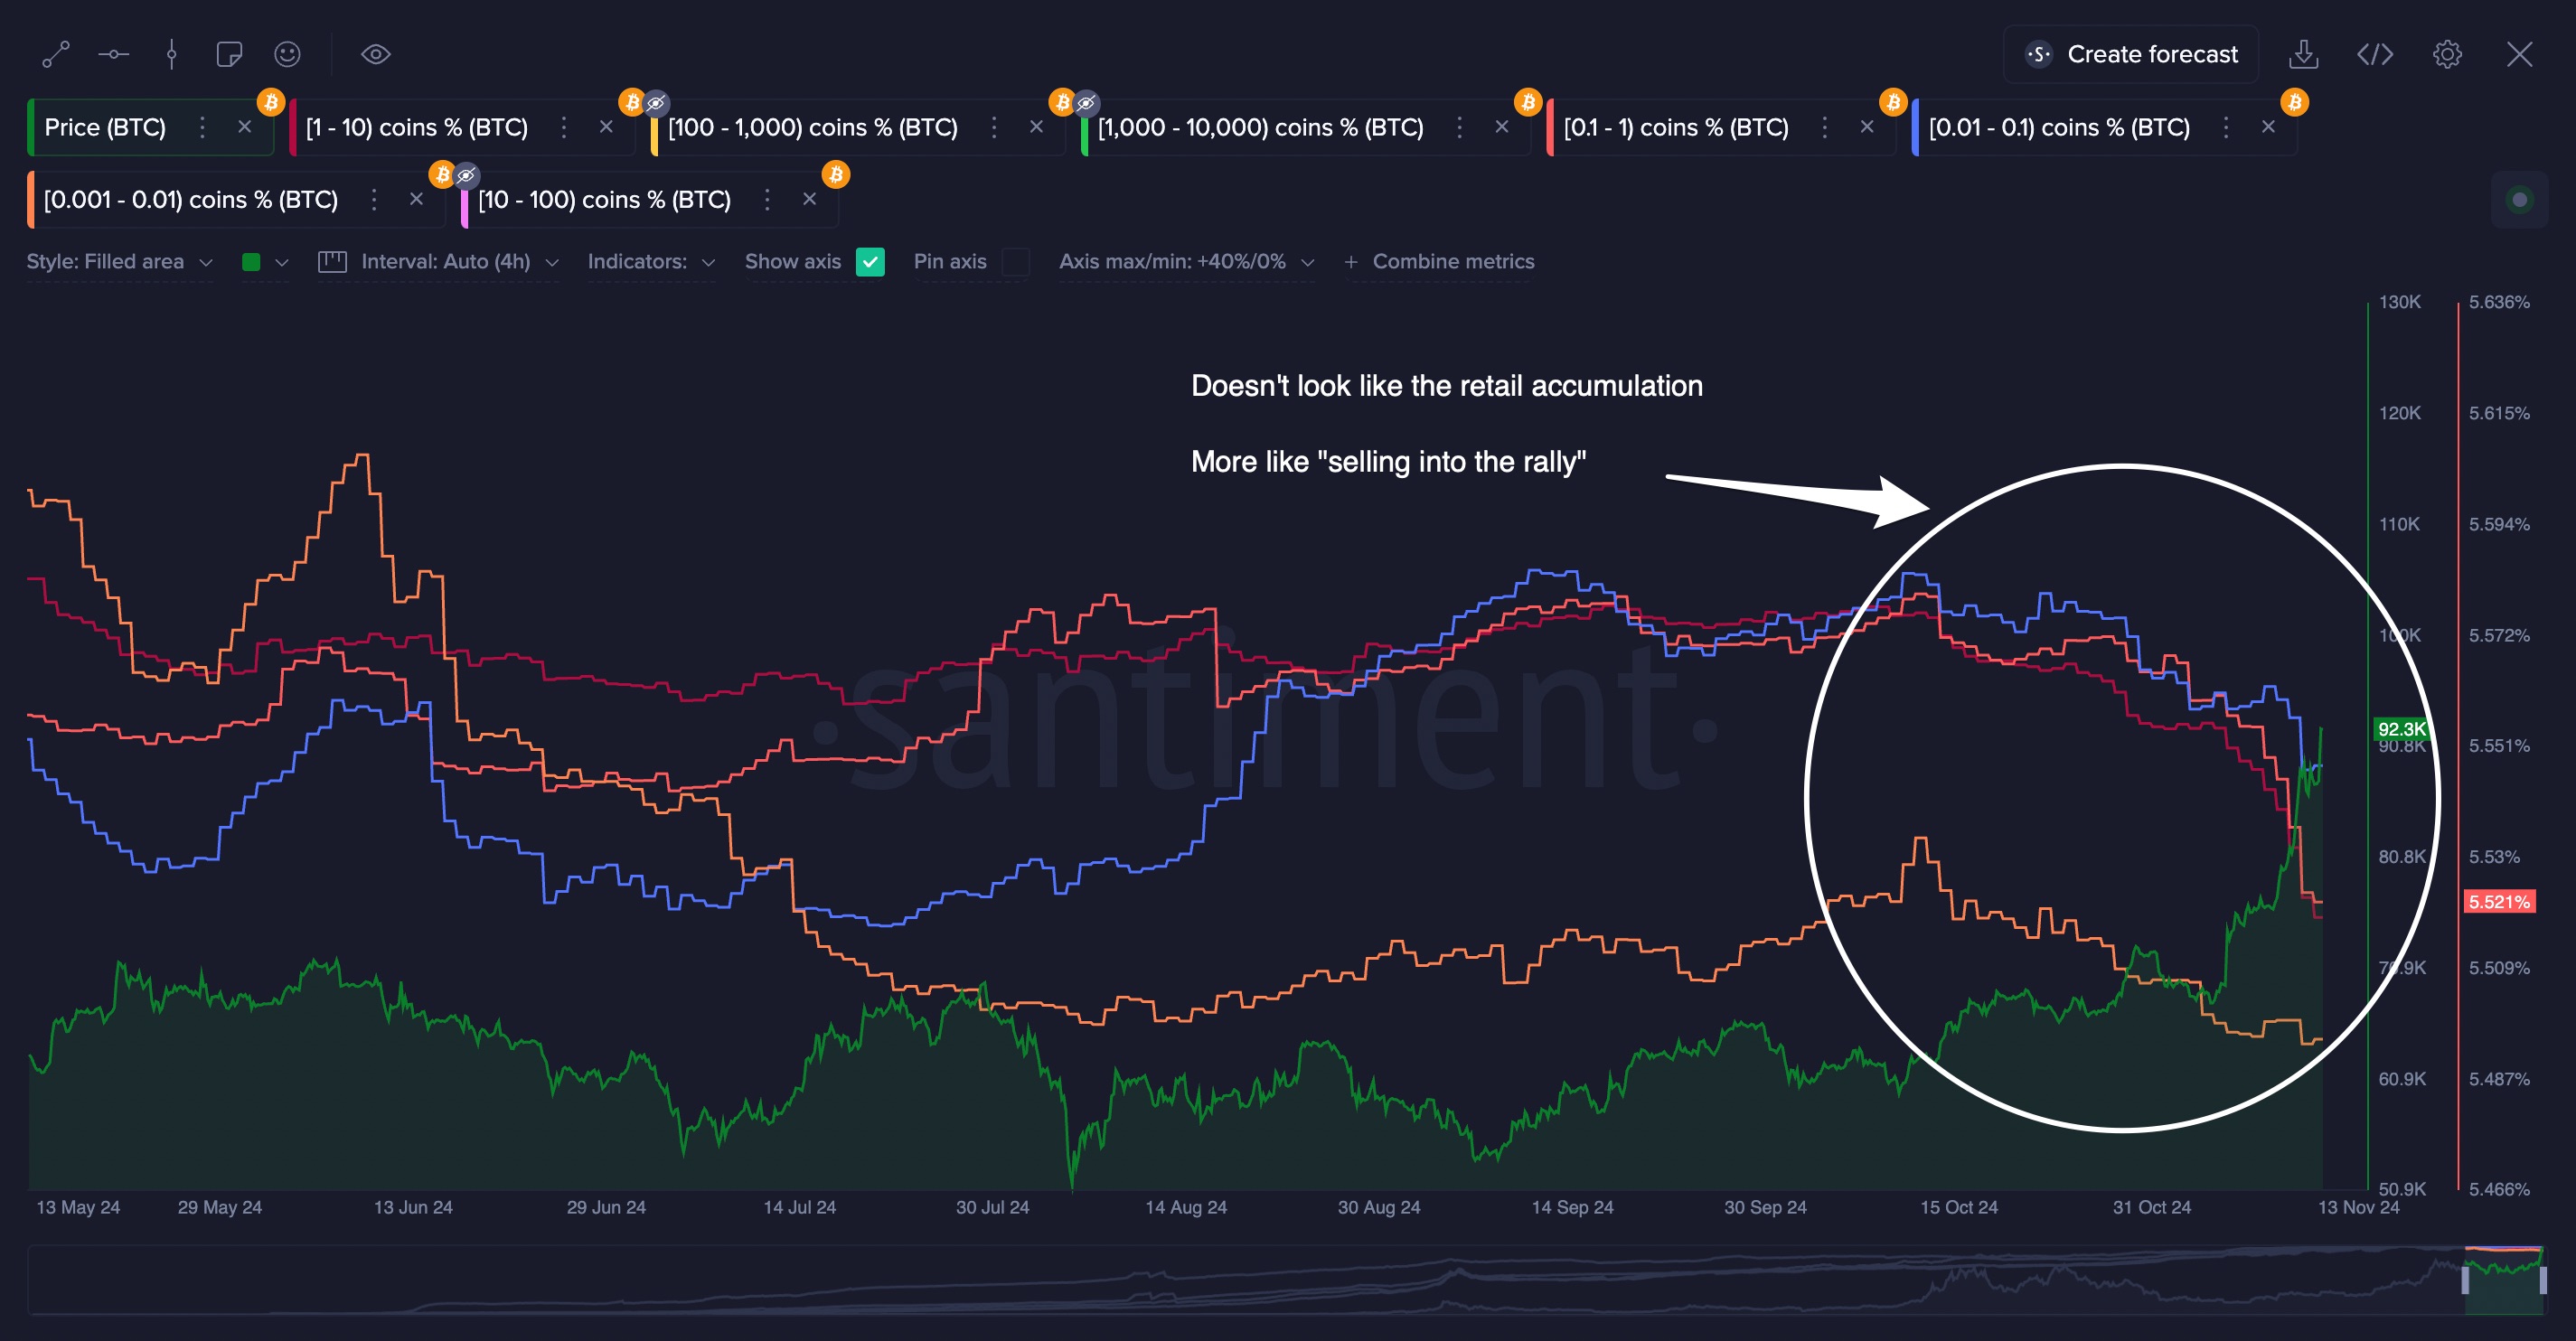 Create forecast
Price (BTC)
[1 - 10) coins % (BTC)
[100 - 1,000) coins % (BTC)
[1,000 - 10,000) coins % (BTC)
[0.1 - 1) coins % (BTC)
[0.01 - 0.1) coins % (BTC)
[0.001 - 0.01) coins % (BTC)
[10 - 100) coins % (BTC)
Style: Filled area
Interval: Auto (4h)
Indicators:
Show axis
Pin axis
Axis max/min: +40%/0%
+ Combine metrics
130K 5.636%
Doesn't look like the retail accumulation
120K 5.615%
More like "selling into the rally"
110K 5.594%
100K 5.572%
·santiment·
92.3K
90.8K 5.551%
80.8K 5.53%
5.521%
5.509%
60.9K 5.487%
50.9K 5.466%
13 May 24 29 May 24 13 Jun 24 29 Jun 24 14 Jul 24 30 Jul 24 14 Aug 24 30 Aug 24 14 Sep 24 30 Sep 24 15 Oct 24 31 Oct 24 13 Nov 24